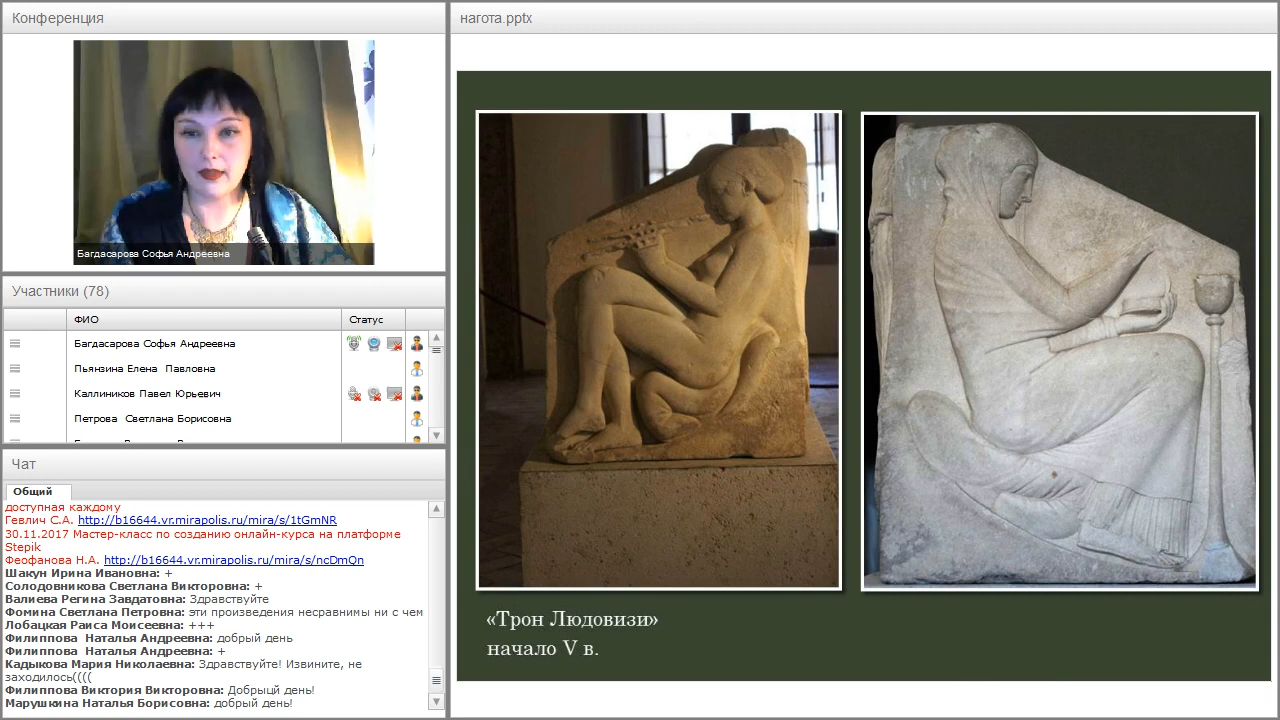 Конференция
Багдасарова Софья Андреевна
Участники (78)
ФИО
Статус
Багдасарова Софья Андреевна
Пьянзина Елена Павловна
Каллиников Павел Юрьевич
Петрова Светлана Борисовна
Чат
Общий
доступная каждому
Гевлич С.А. http://b16644.vr.mirapolis.ru/mira/s/1tGmNR
30.11.2017 Мастер-класс по созданию онлайн-курса на платформе
Stepik
Феофанова Н.А. http://b16644.vr.mirapolis.ru/mira/s/ncDmQn
Шакун Ирина Ивановна: +
Солодовникова Светлана Викторовна: +
Валиева Регина Завдатовна: Здравствуйте
Фомина Светлана Петровна: эти произведения несравнимы ни с чем
Лобацкая Раиса Моисеевна: +++
Филиппова Наталья Андреевна: добрый день
Филиппова Наталья Андреевна: +
Кадыкова Мария Николаевна: Здравствуйте! Извините, не
заходилось((((
Филиппова Виктория Викторовна: Добрыцй день!
Марушкина Наталья Борисовна: добрый день!
нагота.pptx
«Трон Людовизи»
начало V в.